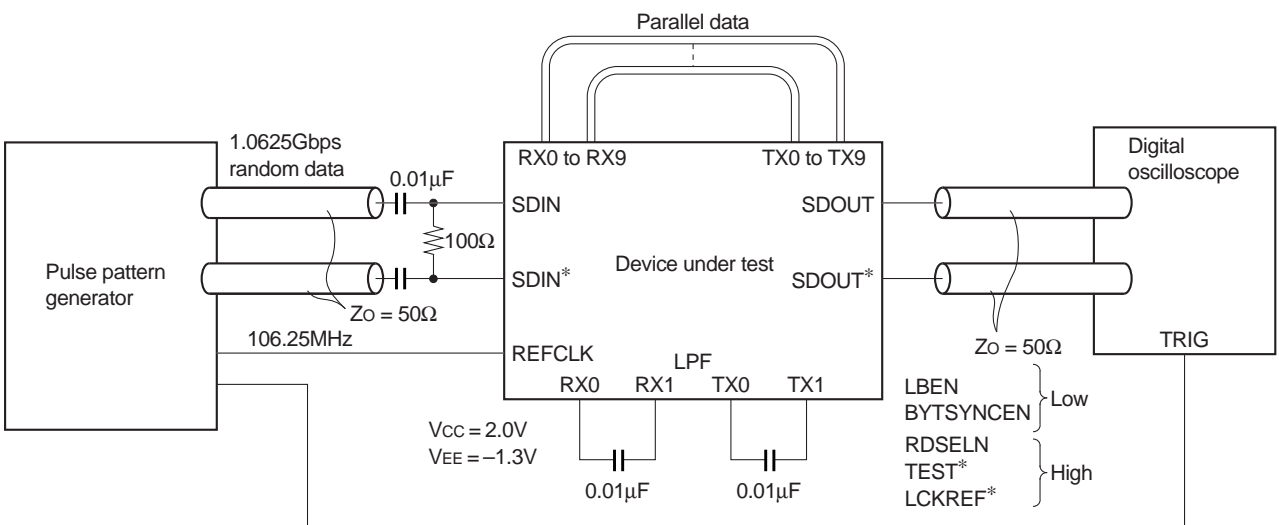 Parallel data
1.0625Gbps
random data
0.01µF
RX0 to RX9
TX0 to TX9
Digital
oscilloscope
SDIN
SDOUT
100Ω
Pulse pattern
generator
SDIN*
Device under test
SDOUT*
ZO = 50Ω
ZO = 50Ω
106.25MHz
REFCLK
TRIG
LPF
RX0
RX1
TX0
TX1
VCC = 2.0V
VEE = –1.3V
0.01µF
0.01µF
LBEN
BYTSYNCEN
Low
RDSELN
TEST*
LCKREF*
High